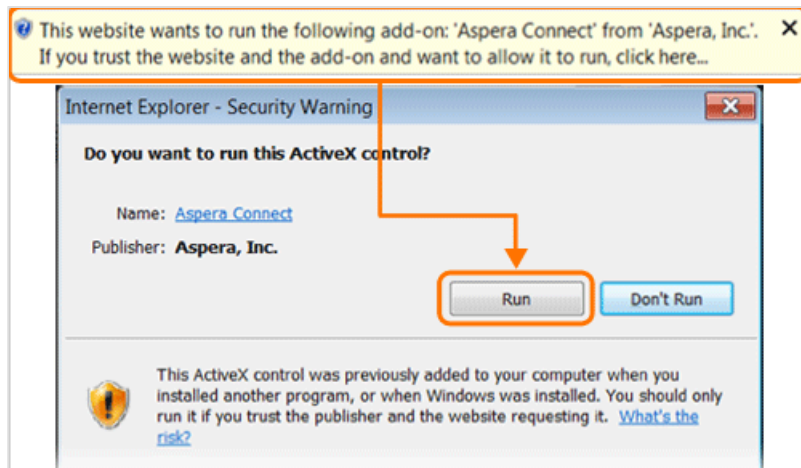 This website wants to run the following add-on: 'Aspera Connect' from 'Aspera, Inc.'.
If you trust the website and the add-on and want to allow it to run, click here...
Internet Explorer - Security Warning
Do you want to run this ActiveX control?
Name: Aspera Connect
Publisher: Aspera, Inc.
Run Don't Run
This ActiveX control was previously added to your computer when you
installed another program, or when Windows was installed. You should only
run it if you trust the publisher and the website requesting it. What's the
risk?